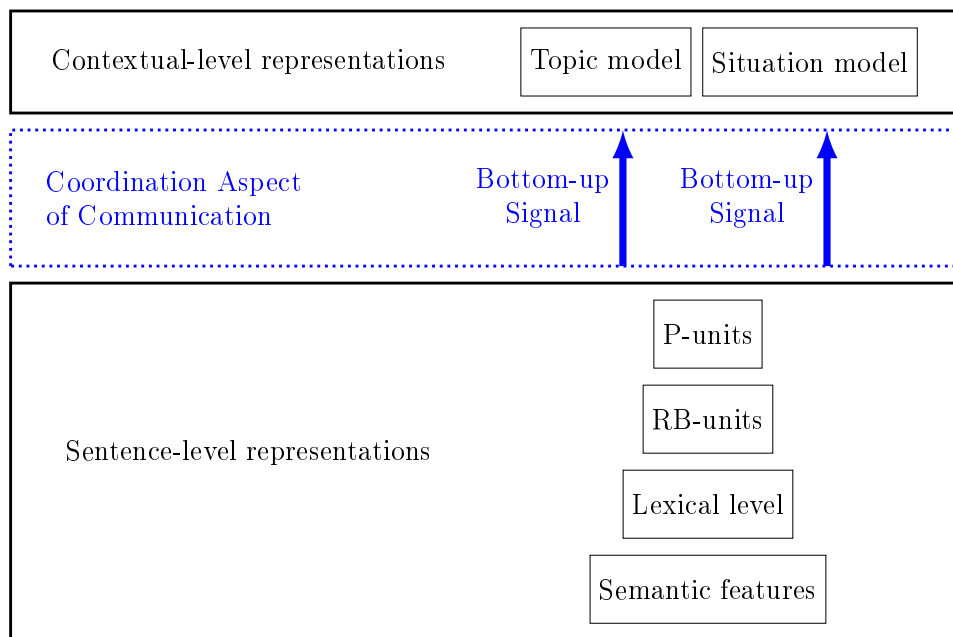 Contextual-level representations
Topic model
Situation model
Coordination Aspect
of Communication
Bottom-up
Signal
Bottom-up
Signal
P-units
RB-units
Sentence-level representations
Lexical level
Semantic features